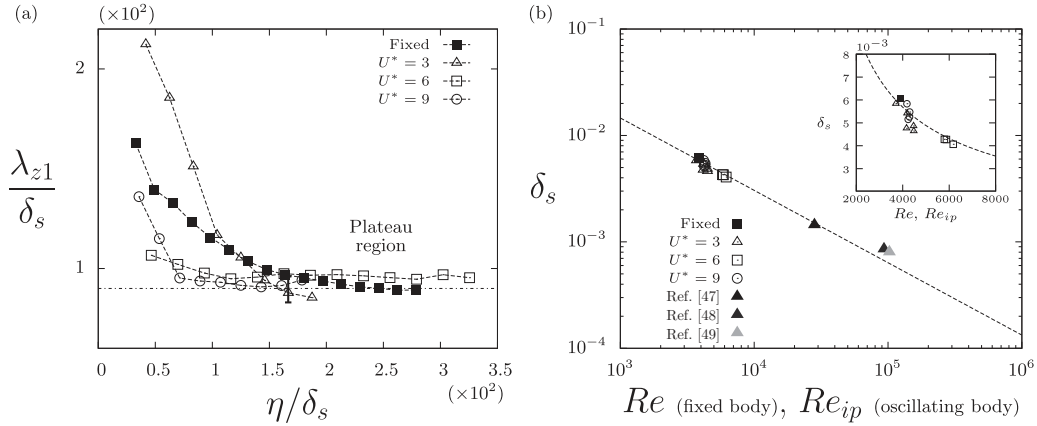 (a)
(×10²)
2
1
λz1/δs
Fixed
U* = 3
U* = 6
U* = 9
Plateau
region
0 0.5 1 1.5 2 2.5 3 3.5
η/δs
(×10²)
(b)
10⁻¹
10⁻²
10⁻³
10⁻⁴
δs
Fixed
U* = 3
U* = 6
U* = 9
Ref. [47]
Ref. [48]
Ref. [49]
10³ 10⁴ 10⁵ 10⁶
Re (fixed body), Reip (oscillating body)
×10⁻³
8
7
6
5
4
3
δs
2000 4000 6000 8000
Re, Reip